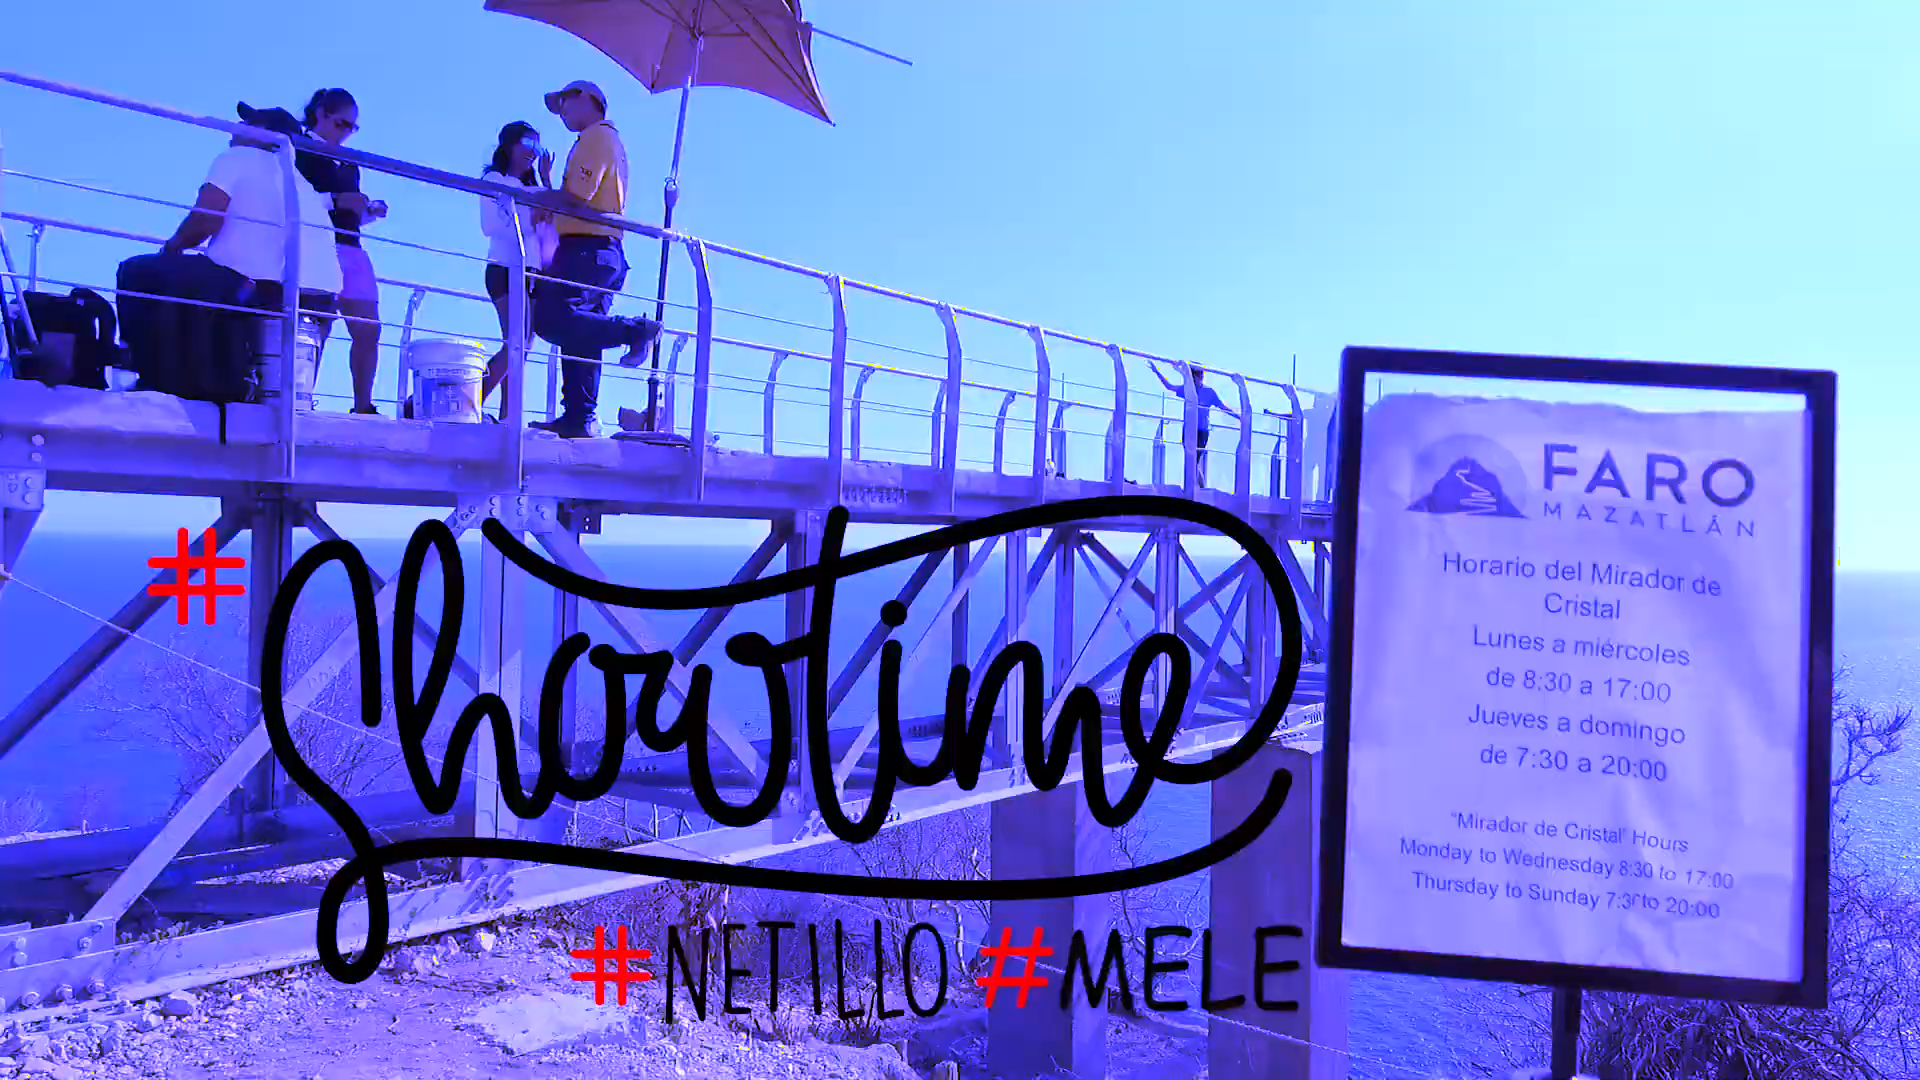 FARO
MAZATLÁN
Horario del Mirador de
Cristal
Lunes a miércoles
de 8:30 a 17:00
Jueves a domingo
de 7:30 a 20:00
"Mirador de Cristal" Hours
Monday to Wednesday 8:30 to 17:00
Thursday to Sunday 7:30 to 20:00
#Showtime
#NETILLO #MELE